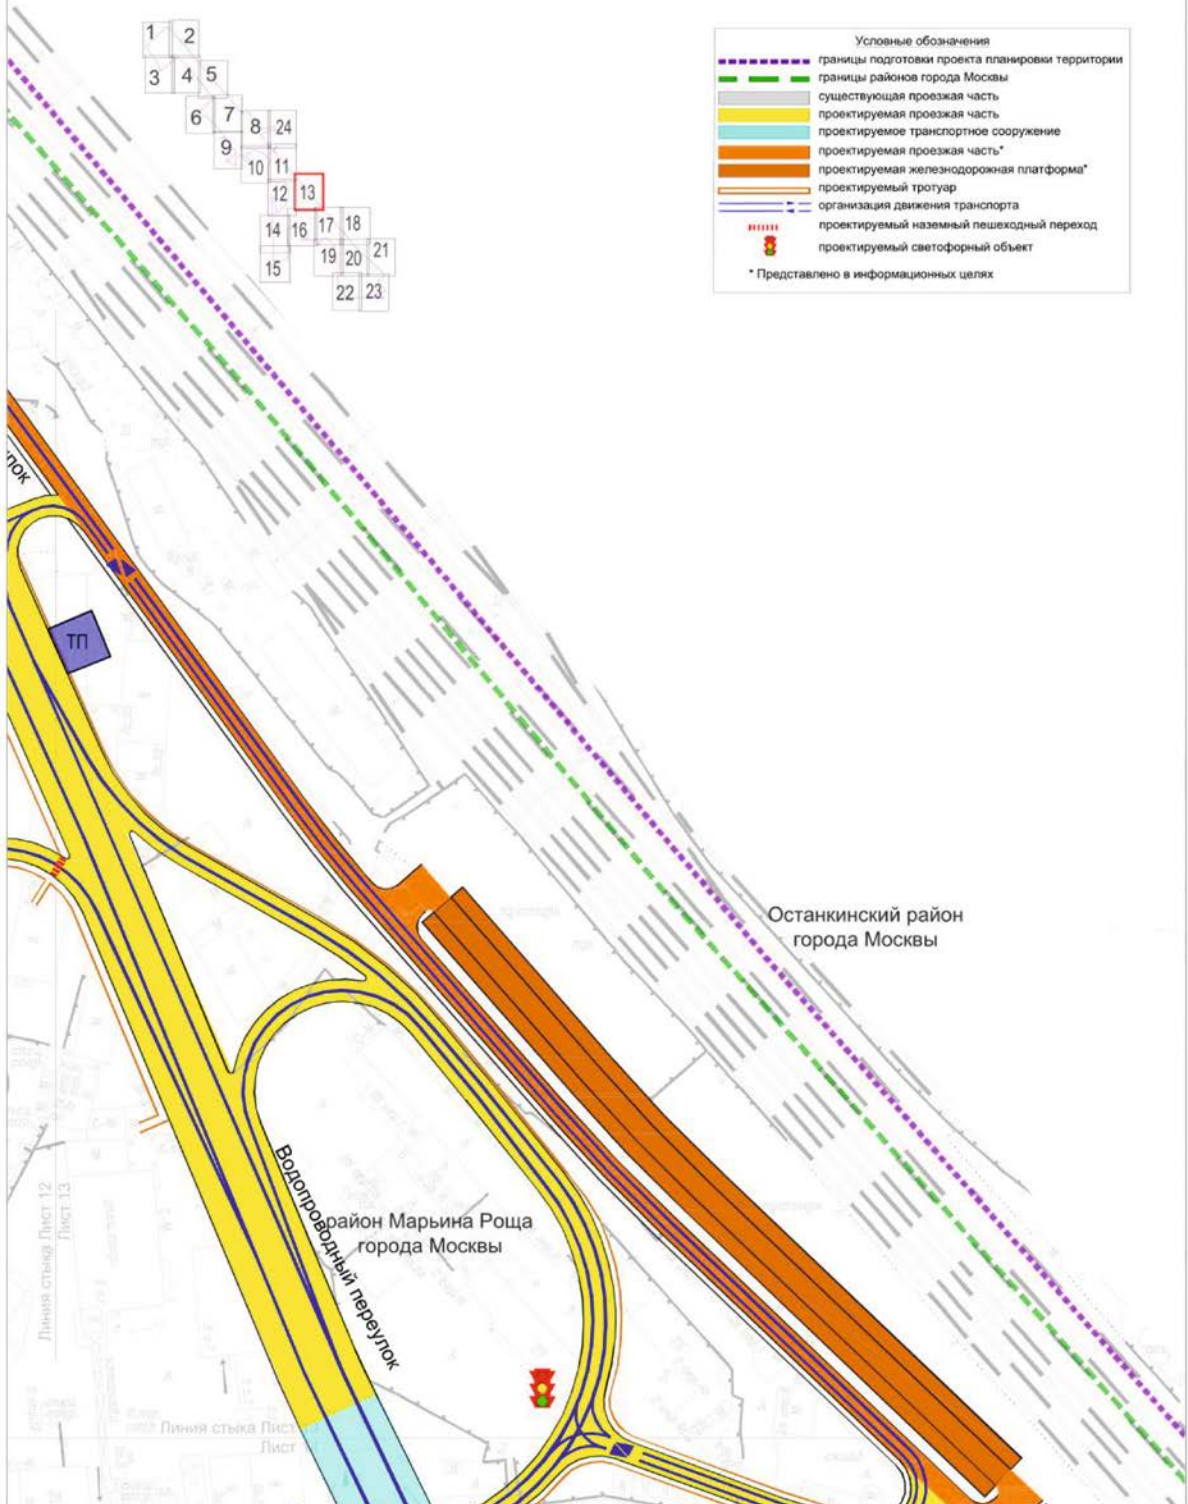 1 2
3 4 5
6 7 8 24
9 10 11
12 13
14 16 17 18
15 19 20 21
22 23
Условные обозначения
границы подготовки проекта планировки территории
границы районов города Москвы
существующая проезжая часть
проектируемая проезжая часть
проектируемое транспортное сооружение
проектируемая проезжая часть*
проектируемая железнодорожная платформа*
проектируемый тротуар
организация движения транспорта
проектируемый наземный пешеходный переход
проектируемый светофорный объект
* Представлено в информационных целях
ТП
Останкинский район
города Москвы
район Марьина Роща
города Москвы
Водопроводный переулок
Линия стыка Лист 12
Лист 13
Линия стыка Лист
Лист